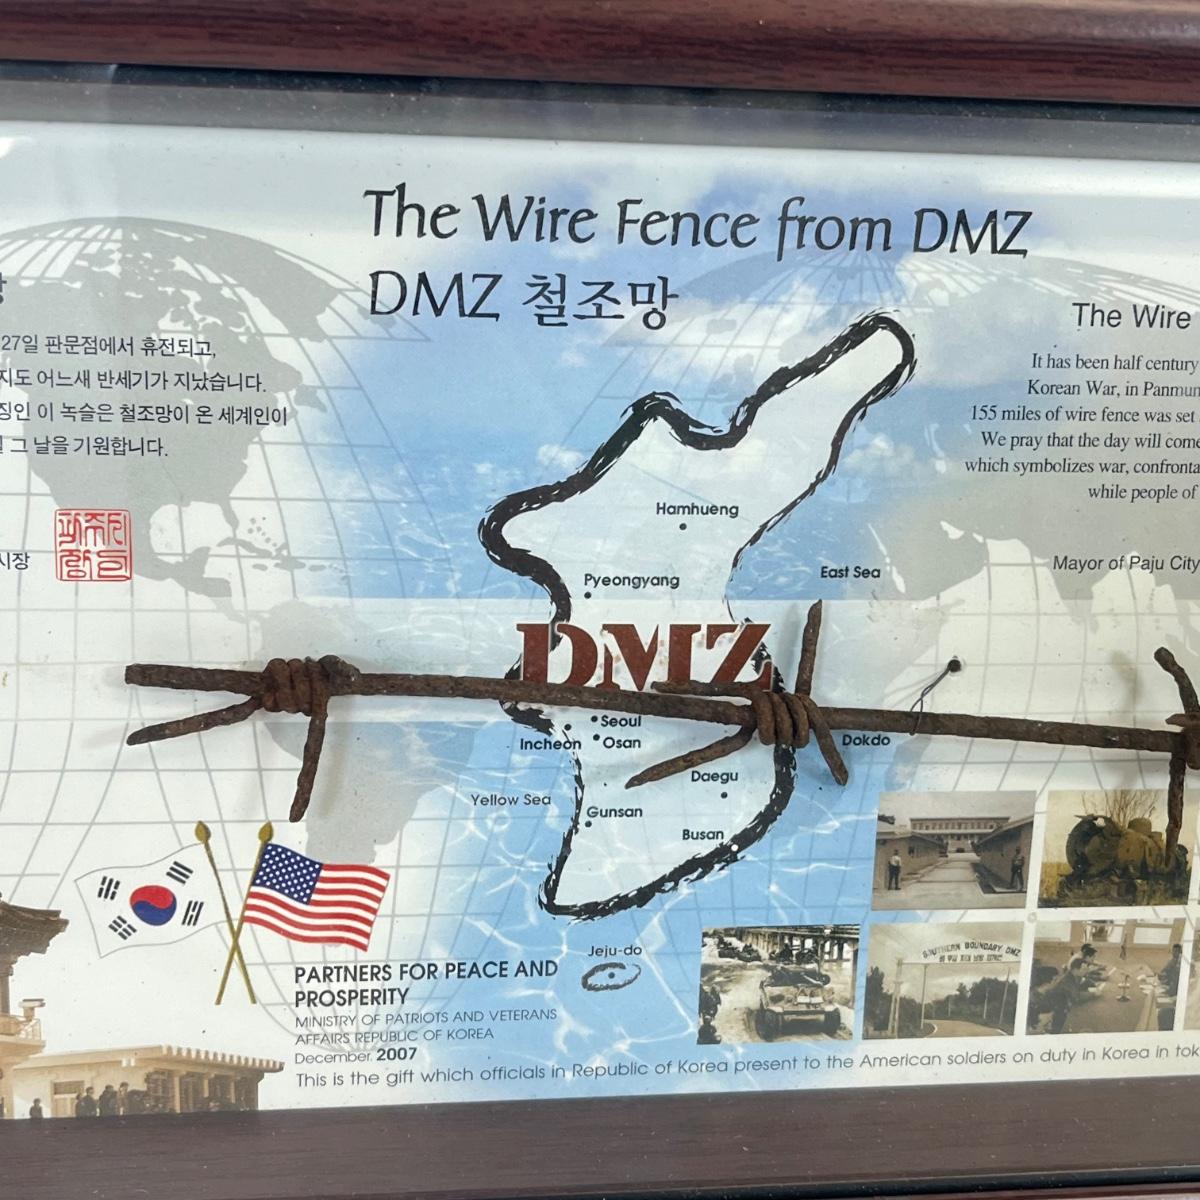 The Wire Fence from DMZ
DMZ 철조망
27일 판문점에서 휴전되고,
지도 어느새 반세기가 지났습니다.
징인 이 녹슬은 철조망이 온 세계인이
그 날을 기원합니다.
시장
The Wire
It has been half century
Korean War, in Panmun
155 miles of wire fence was set
We pray that the day will come
which symbolizes war, confronta
while people of
Mayor of Paju City
Hamhueng
Pyeongyang
East Sea
DMZ
Seoul
Incheon
Osan
Dokdo
Daegu
Yellow Sea
Gunsan
Busan
Jeju-do
SOUTHERN BOUNDARY DMZ
PARTNERS FOR PEACE AND
PROSPERITY
MINISTRY OF PATRIOTS AND VETERANS
AFFAIRS REPUBLIC OF KOREA
December. 2007
This is the gift which officials in Republic of Korea present to the American soldiers on duty in Korea in tok